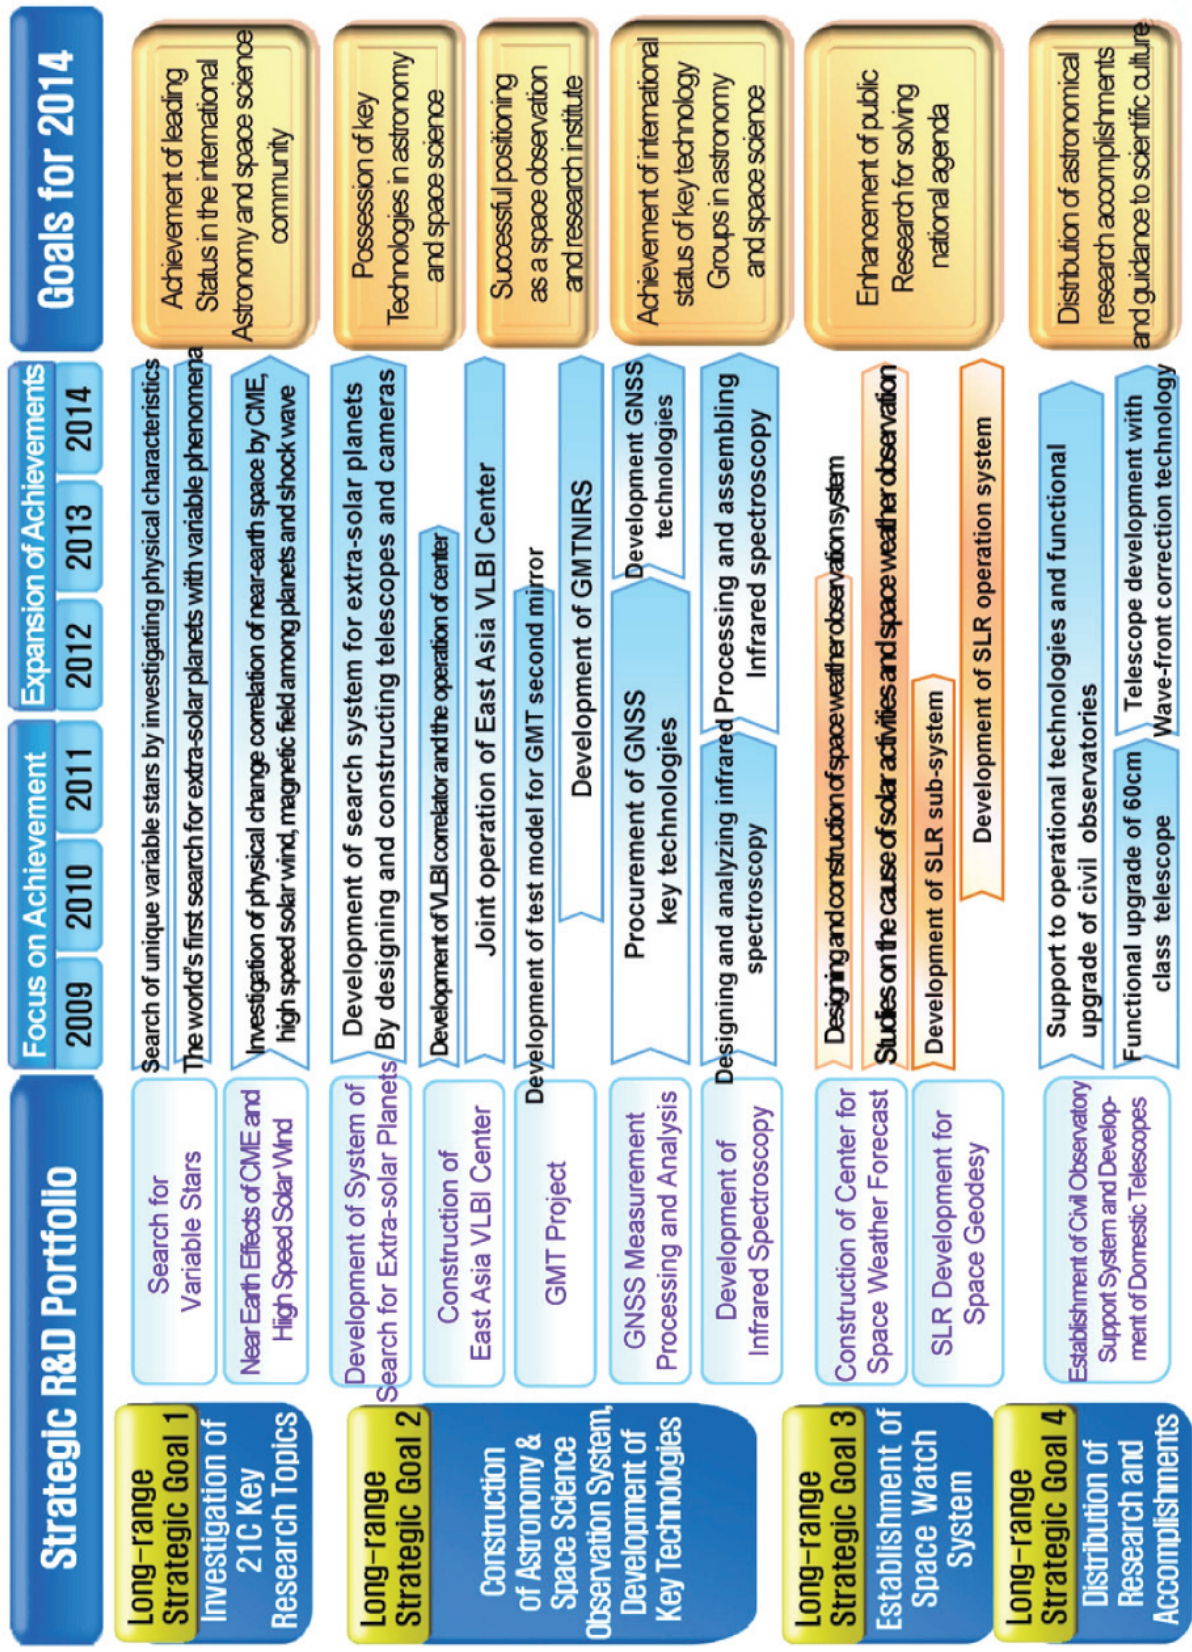 Strategic R&D Portfolio
Focus on Achievement
Expansion of Achievements
Goals for 2014
2009
2010
2011
2012
2013
2014
Long-range
Strategic Goal 1
Investigation of
21C Key
Research Topics
Search for
Variable Stars
Search of unique variable stars by investigating physical characteristics
The world's first search for extra-solar planets with variable phenomena
Near Earth Effects of CME and
High Speed Solar Wind
Investigation of physical change correlation of near-earth space by CME,
high speed solar wind, magnetic field among planets and shock wave
Achievement of leading
Status in the international
Astronomy and space science
community
Long-range
Strategic Goal 2
Construction
of Astronomy &
Space Science
Observation System,
Development of
Key Technologies
Development of System of
Search for Extra-solar Planets
Development of search system for extra-solar planets
By designing and constructing telescopes and cameras
Possession of key
Technologies in astronomy
and space science
Construction of
East Asia VLBI Center
Development of VLBI correlator and the operation of center
Joint operation of East Asia VLBI Center
Successful positioning
as a space observation
and research institute
GMT Project
Development of test model for GMT second mirror
Development of GMTNIRS
GNSS Measurement
Processing and Analysis
Procurement of GNSS
key technologies
Development GNSS
technologies
Achievement of international
status of key technology
Groups in astronomy
and space science
Development of
Infrared Spectroscopy
Designing and analyzing infrared
spectroscopy
Processing and assembling
Infrared spectroscopy
Long-range
Strategic Goal 3
Establishment of
Space Watch
System
Construction of Center for
Space Weather Forecast
Designing and construction of space weather observation system
Studies on the cause of solar activities and space weather observation
SLR Development for
Space Geodesy
Development of SLR sub-system
Development of SLR operation system
Enhancement of public
Research for solving
national agenda
Long-range
Strategic Goal 4
Distribution of
Research and
Accomplishments
Establishment of Civil Observatory
Support System and Develop-
ment of Domestic Telescopes
Support to operational technologies and functional
upgrade of civil observatories
Functional upgrade of 60cm
class telescope
Telescope development with
Wave-front correction technology
Distribution of astronomical
research accomplishments
and guidance to scientific culture